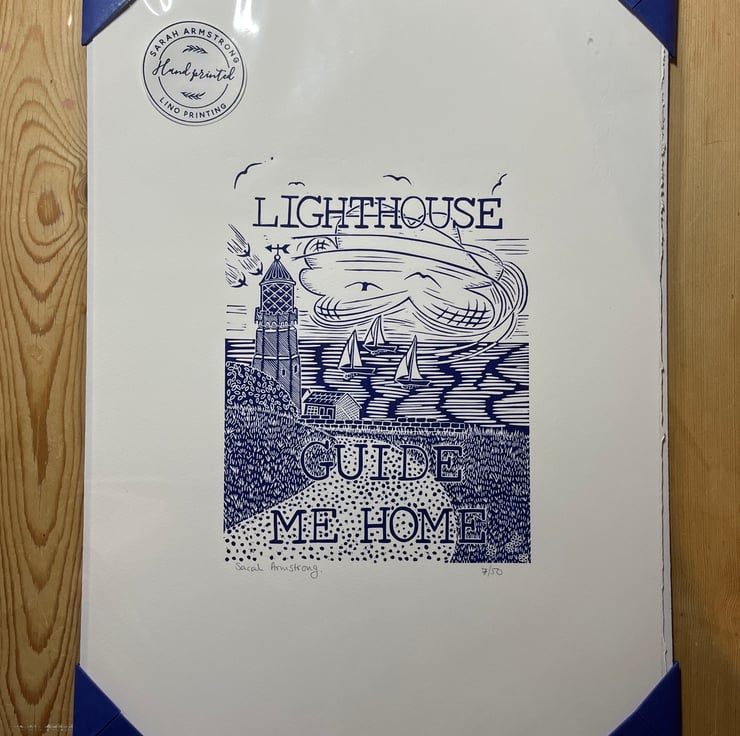 SARAH ARMSTRONG
Hand printed
LINO PRINTING
LIGHTHOUSE
GUIDE
ME HOME
Sarah Armstrong.
7/50